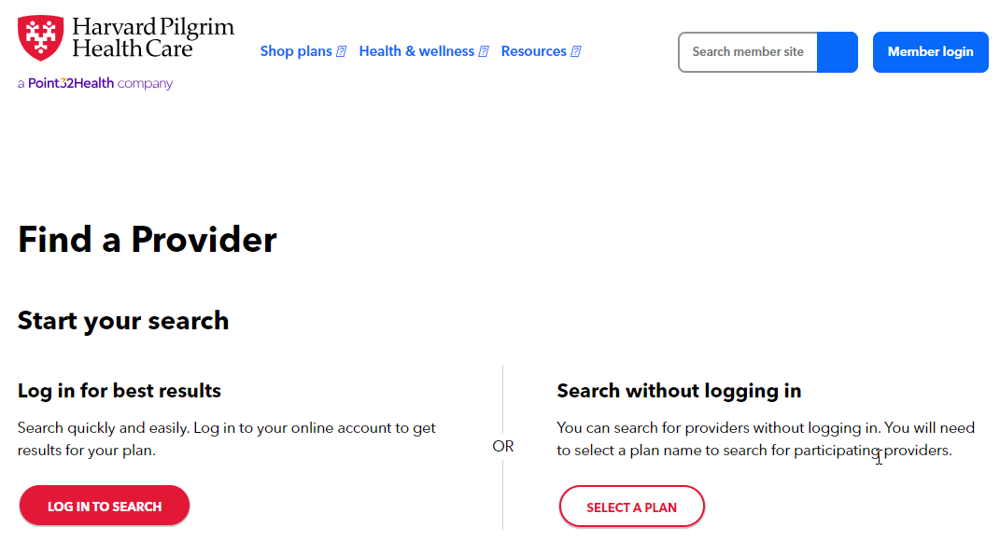 Harvard Pilgrim
Health Care
a Point32Health company
Shop plans
Health & wellness
Resources
Search member site
Member login
Find a Provider
Start your search
Log in for best results
Search quickly and easily. Log in to your online account to get
results for your plan.
LOG IN TO SEARCH
OR
Search without logging in
You can search for providers without logging in. You will need
to select a plan name to search for participating providers.
SELECT A PLAN